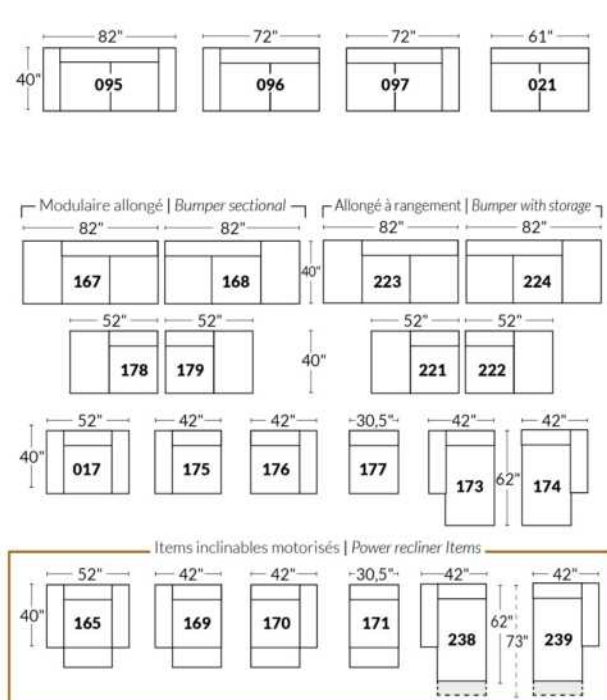 82" 72" 72" 61"
40" 095 096 097 021
Modulaire allongé | Bumper sectional Allongé à rangement | Bumper with storage
82" 82" 82" 82"
167 168 40" 223 224
52" 52" 52" 52"
178 179 40" 221 222
52" 42" 42" 30,5" 42" 42"
40" 017 175 176 177 173 62" 174
Items inclinables motorisés | Power recliner Items
52" 42" 42" 30,5" 42" 42"
40" 165 169 170 171 238 62" 73" 239